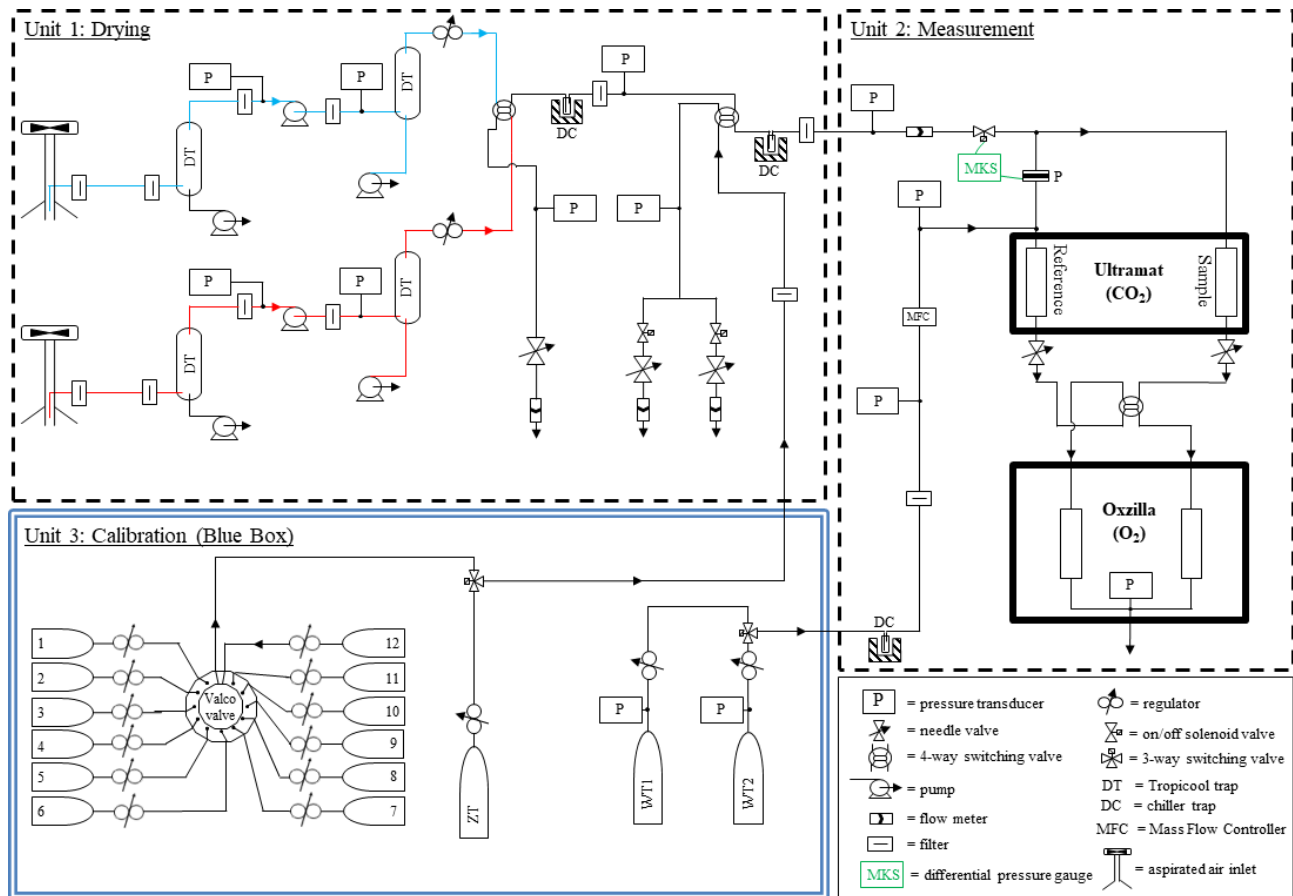 Unit 1: Drying
P
P
DT
DT
P
DC
P
DC
P
P
P
P
DT
DT
Unit 2: Measurement
P
MKS
P
P
Reference
Ultramat
(CO₂)
Sample
MFC
P
Oxzilla
(O₂)
P
DC
Unit 3: Calibration (Blue Box)
1
2
3
4
5
6
Valco
valve
12
11
10
9
8
7
ZT
P
WT1
P
WT2
P
= pressure transducer
= needle valve
= 4-way switching valve
= pump
= flow meter
= filter
MKS
= differential pressure gauge
= regulator
= on/off solenoid valve
= 3-way switching valve
DT = Tropicool trap
DC = chiller trap
MFC = Mass Flow Controller
= aspirated air inlet